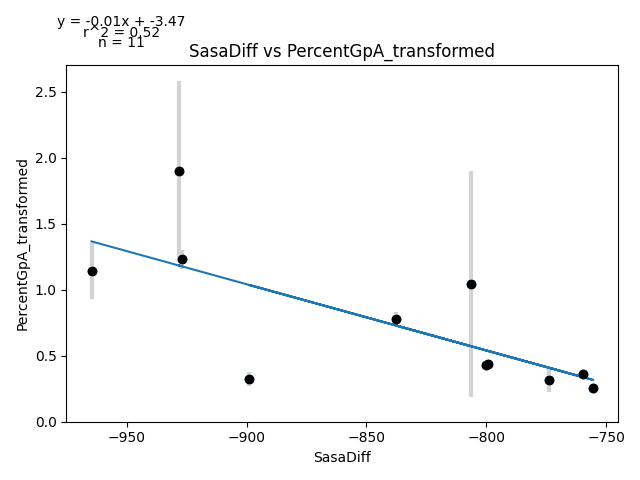 y = -0.01x + -3.47
r^2 = 0.52
n = 11
SasaDiff vs PercentGpA_transformed
PercentGpA_transformed
2.5
2.0
1.5
1.0
0.5
0.0
−950
−900
−850
−800
−750
SasaDiff